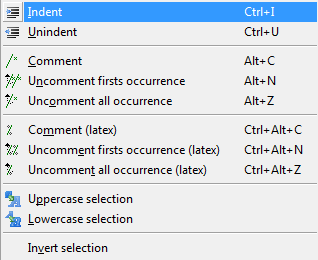 Indent Ctrl+I
Unindent Ctrl+U
Comment Alt+C
Uncomment firsts occurrence Alt+N
Uncomment all occurrence Alt+Z
Comment (latex) Ctrl+Alt+C
Uncomment firsts occurrence (latex) Ctrl+Alt+N
Uncomment all occurrence (latex) Ctrl+Alt+Z
Uppercase selection
Lowercase selection
Invert selection